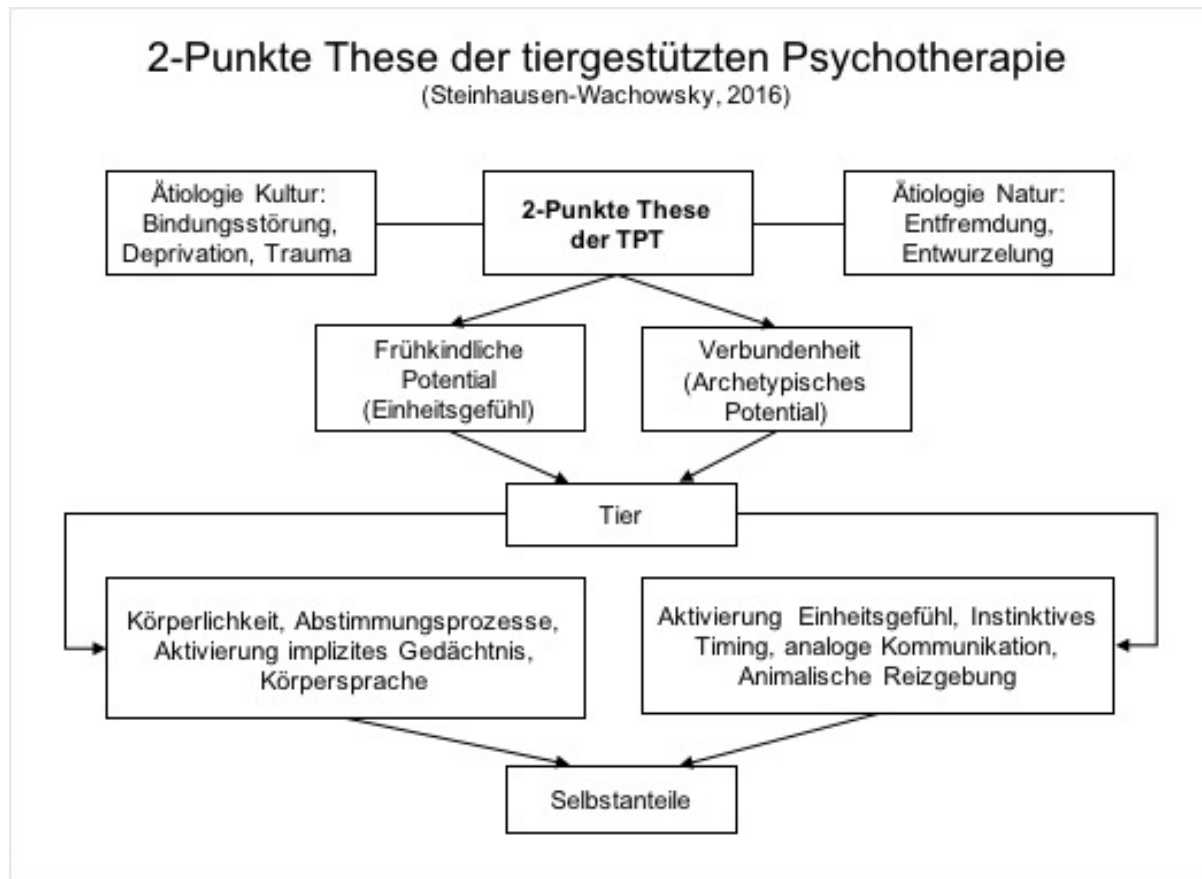 2-Punkte These der tiergestützten Psychotherapie
(Steinhausen-Wachowsky, 2016)
Ätiologie Kultur:
Bindungsstörung,
Deprivation, Trauma
2-Punkte These
der TPT
Ätiologie Natur:
Entfremdung,
Entwurzelung
Frühkindliche
Potential
(Einheitsgefühl)
Verbundenheit
(Archetypisches
Potential)
Tier
Körperlichkeit, Abstimmungsprozesse,
Aktivierung implizites Gedächtnis,
Körpersprache
Aktivierung Einheitsgefühl, Instinktives
Timing, analoge Kommunikation,
Animalische Reizgebung
Selbstanteile